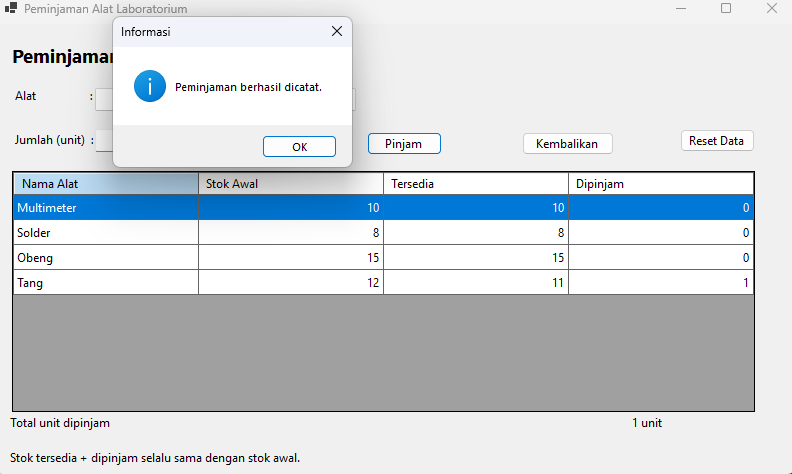 Peminjaman Alat Laboratorium
Informasi
Peminjaman
Peminjaman berhasil dicatat.
Alat :
Jumlah (unit) :
OK
Pinjam
Kembalikan
Reset Data
Nama Alat Stok Awal Tersedia Dipinjam
Multimeter 10 10 0
Solder 8 8 0
Obeng 15 15 0
Tang 12 11 1
Total unit dipinjam 1 unit
Stok tersedia + dipinjam selalu sama dengan stok awal.